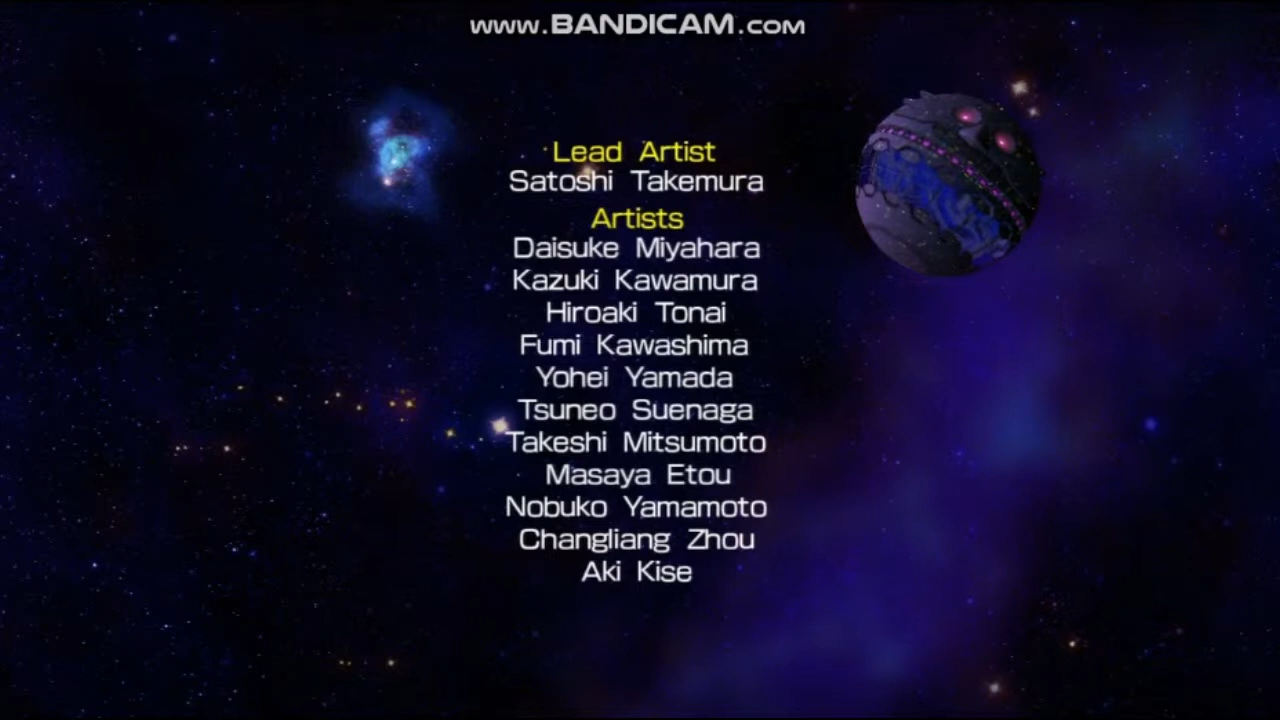 www.BANDICAM.com
Lead Artist
Satoshi Takemura
Artists
Daisuke Miyahara
Kazuki Kawamura
Hiroaki Tonai
Fumi Kawashima
Yohei Yamada
Tsuneo Suenaga
Takeshi Mitsumoto
Masaya Etou
Nobuko Yamamoto
Changliang Zhou
Aki Kise